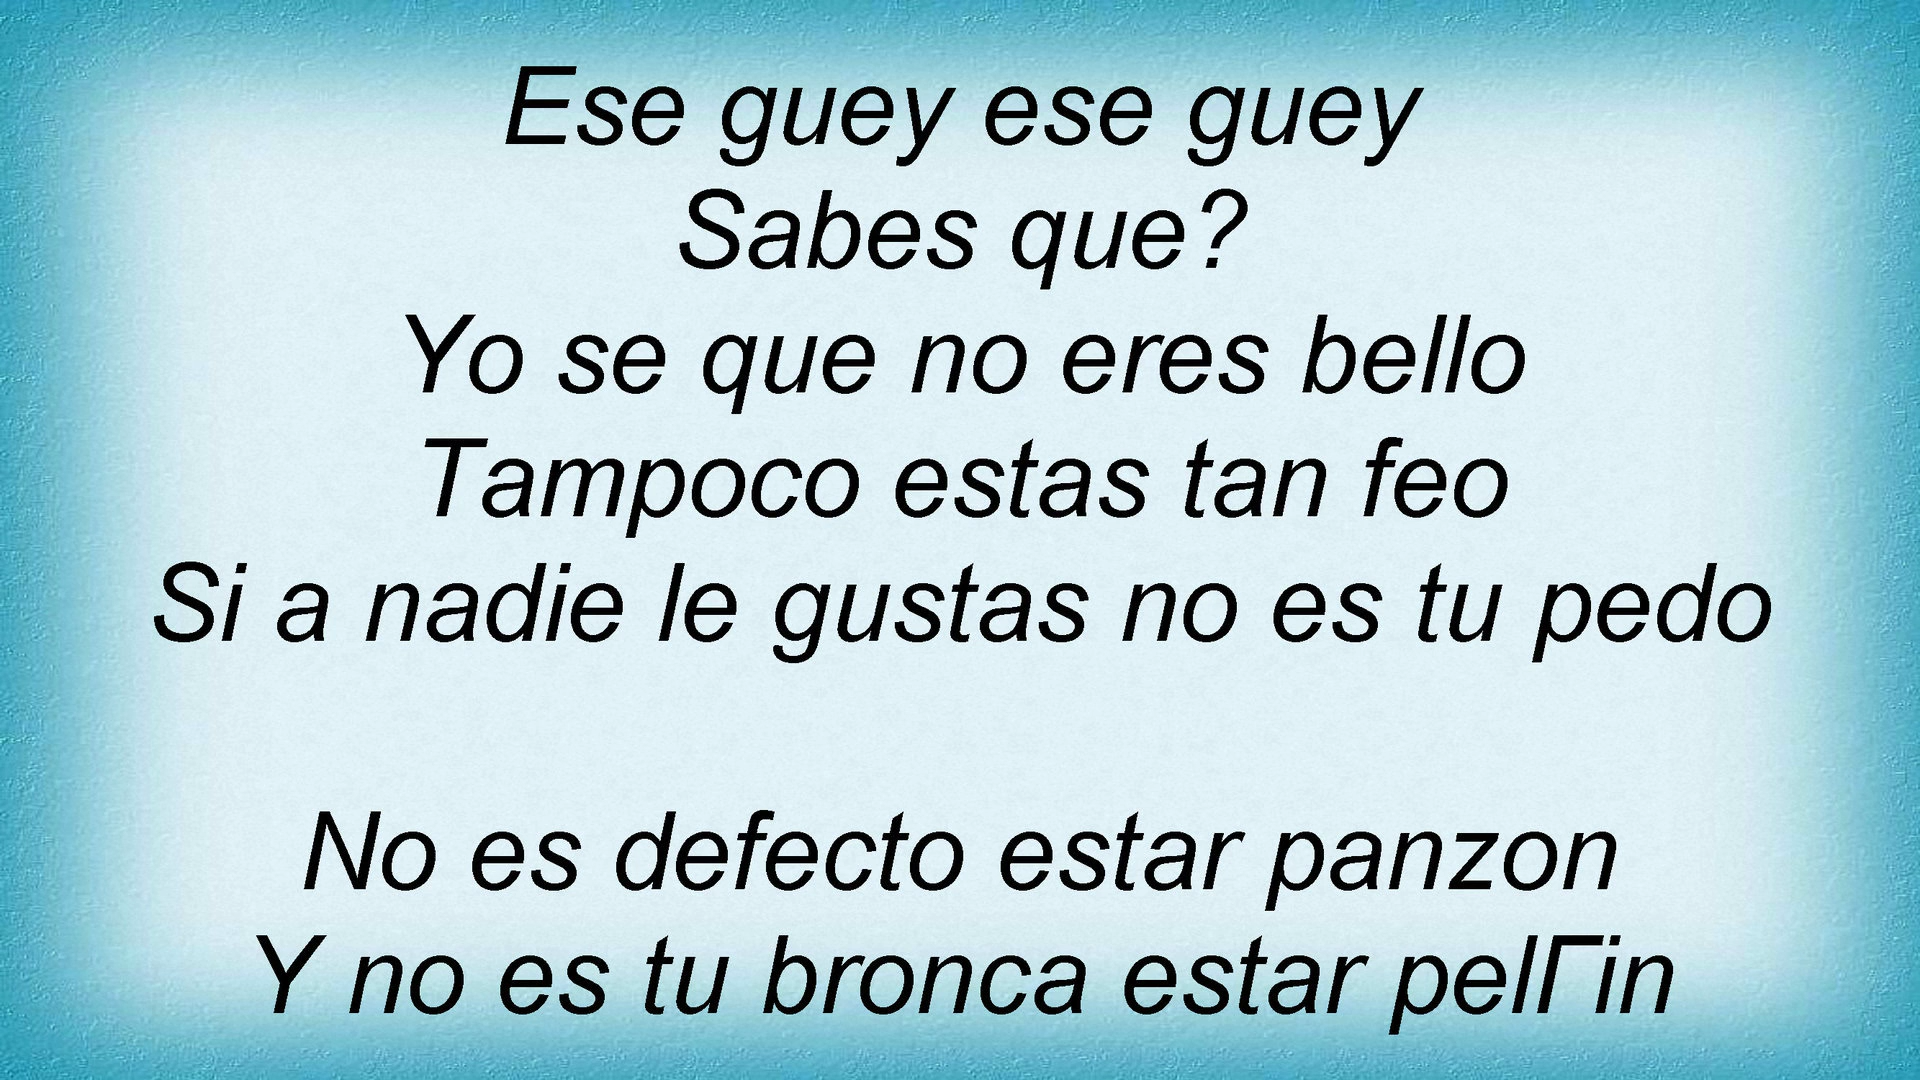 Ese guey ese guey
Sabes que?
Yo se que no eres bello
Tampoco estas tan feo
Si a nadie le gustas no es tu pedo
No es defecto estar panzon
Y no es tu bronca estar pelГіn